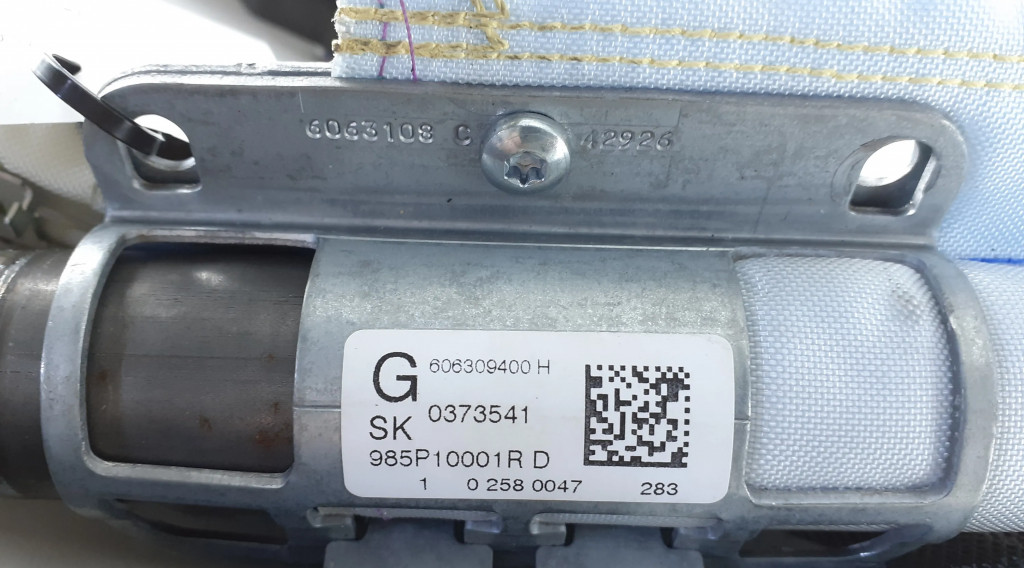 6063108 C 42926
G 606309400 H
SK 0373541
985P10001R D
1 0 258 0047 283